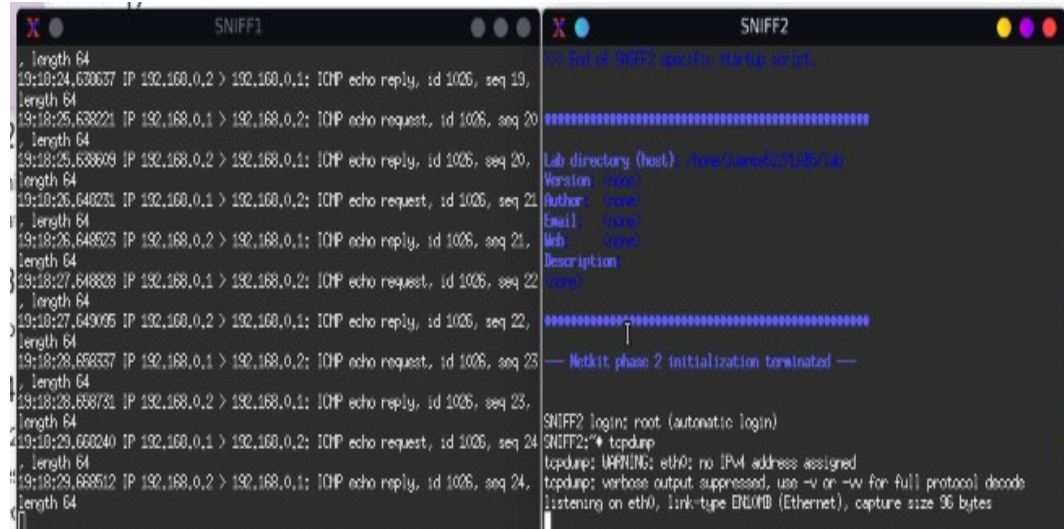 SNIFF1
, length 64
19:18:24.638637 IP 192.168.0.2 > 192.168.0.1: ICMP echo reply, id 1026, seq 19,
length 64
19:18:25.638221 IP 192.168.0.1 > 192.168.0.2: ICMP echo request, id 1026, seq 20
, length 64
19:18:25.638609 IP 192.168.0.2 > 192.168.0.1: ICMP echo reply, id 1026, seq 20,
length 64
19:18:26.648231 IP 192.168.0.1 > 192.168.0.2: ICMP echo request, id 1026, seq 21
, length 64
19:18:26.648523 IP 192.168.0.2 > 192.168.0.1: ICMP echo reply, id 1026, seq 21,
length 64
19:18:27.648828 IP 192.168.0.1 > 192.168.0.2: ICMP echo request, id 1026, seq 22
, length 64
19:18:27.649095 IP 192.168.0.2 > 192.168.0.1: ICMP echo reply, id 1026, seq 22,
length 64
19:18:28.658337 IP 192.168.0.1 > 192.168.0.2: ICMP echo request, id 1026, seq 23
, length 64
19:18:28.658731 IP 192.168.0.2 > 192.168.0.1: ICMP echo reply, id 1026, seq 23,
length 64
19:18:29.668240 IP 192.168.0.1 > 192.168.0.2: ICMP echo request, id 1026, seq 24
, length 64
19:18:29.668512 IP 192.168.0.2 > 192.168.0.1: ICMP echo reply, id 1026, seq 24,
length 64
SNIFF2
>>> End of SNIFF2 specific startup script.
Lab directory (host): /home/juanse512/LABS/lab
Version: <none>
Author: <none>
Email: <none>
Web: <none>
Description:
<none>
--- Netkit phase 2 initialization terminated ---
SNIFF2 login: root (automatic login)
SNIFF2:~# tcpdump
tcpdump: WARNING: eth0: no IPv4 address assigned
tcpdump: verbose output suppressed, use -v or -vv for full protocol decode
listening on eth0, link-type EN10MB (Ethernet), capture size 96 bytes